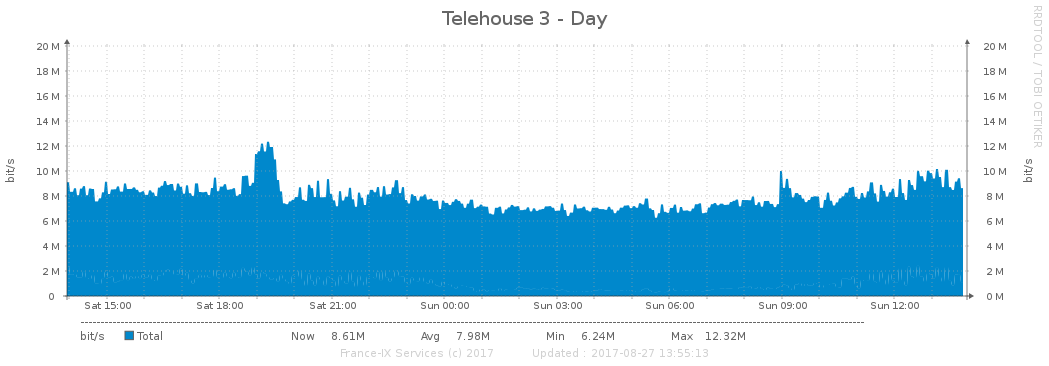 Telehouse 3 - Day
RRDTOOL / TOBI OETIKER
bit/s
20 M
18 M
16 M
14 M
12 M
10 M
8 M
6 M
4 M
2 M
0
20 M
18 M
16 M
14 M
12 M
10 M
8 M
6 M
4 M
2 M
0 M
bit/s
Sat 15:00 Sat 18:00 Sat 21:00 Sun 00:00 Sun 03:00 Sun 06:00 Sun 09:00 Sun 12:00
bit/s Total Now 8.61M Avg 7.98M Min 6.24M Max 12.32M
France-IX Services (c) 2017 Updated : 2017-08-27 13:55:13